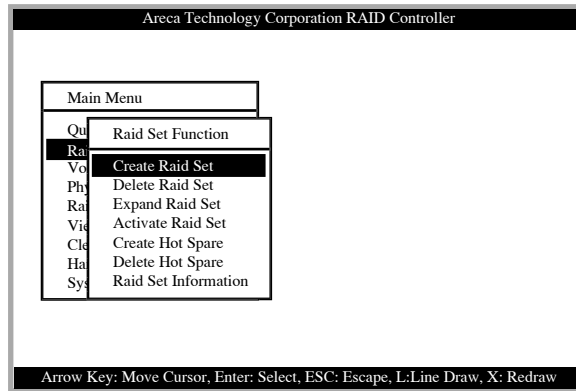 Areca Technology Corporation RAID Controller
Main Menu
Qu
Raid Set Function
Ra
Create Raid Set
Vo
Delete Raid Set
Phy
Expand Raid Set
Rai
Activate Raid Set
Vie
Create Hot Spare
Cle
Delete Hot Spare
Ha
Raid Set Information
Sys
Arrow Key: Move Cursor, Enter: Select, ESC: Escape, L:Line Draw, X: Redraw